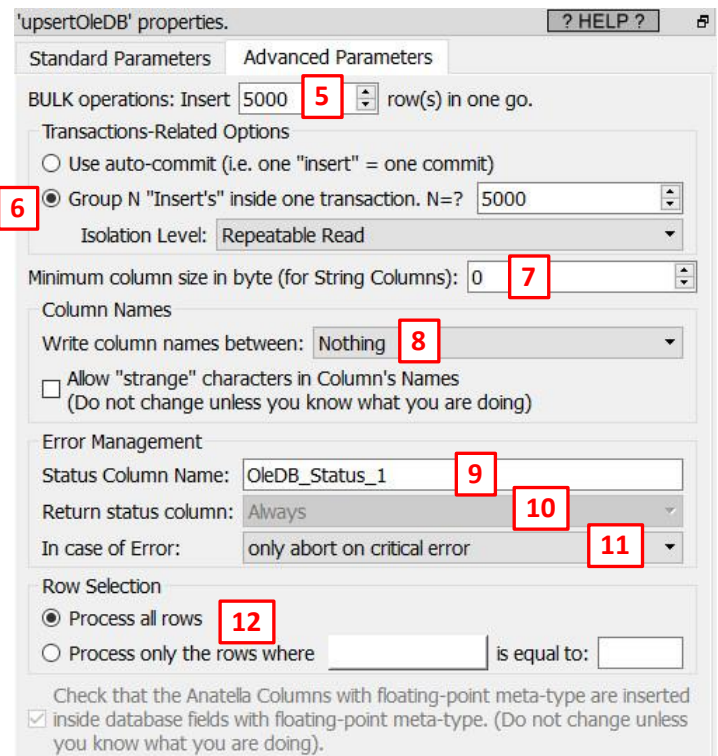 'upsertOleDB' properties. ? HELP ?
Standard Parameters Advanced Parameters
BULK operations: Insert 5000 5 row(s) in one go.
Transactions-Related Options
Use auto-commit (i.e. one "insert" = one commit)
6 Group N "Insert's" inside one transaction. N=? 5000
Isolation Level: Repeatable Read
Minimum column size in byte (for String Columns): 0 7
Column Names
Write column names between: Nothing 8
Allow "strange" characters in Column's Names
(Do not change unless you know what you are doing)
Error Management
Status Column Name: OleDB_Status_1 9
Return status column: Always 10
In case of Error: only abort on critical error 11
Row Selection
Process all rows 12
Process only the rows where is equal to:
Check that the Anatella Columns with floating-point meta-type are inserted
inside database fields with floating-point meta-type. (Do not change unless
you know what you are doing).